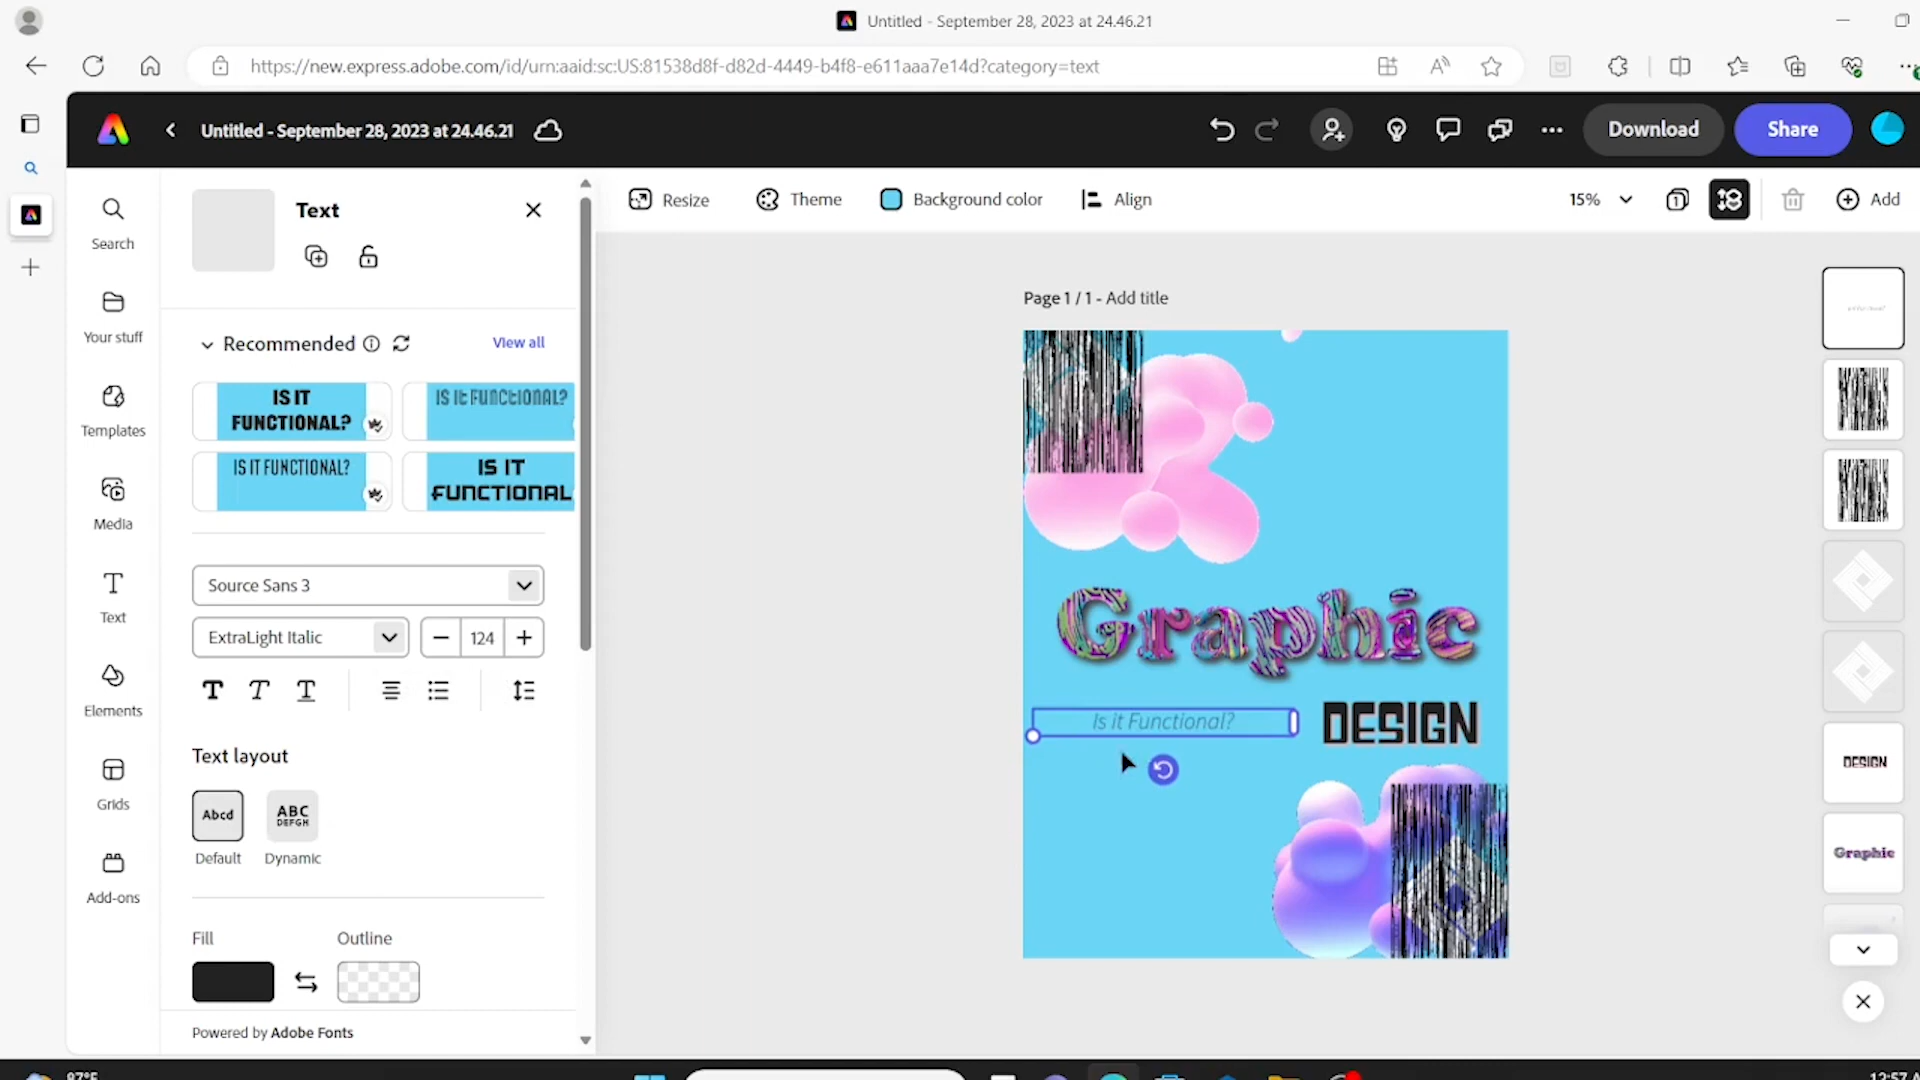 Untitled - September 28, 2023 at 24.46.21
https://new.express.adobe.com/id/urn:aaid:sc:US:81538d8f-d82d-4449-b4f8-e611aaa7e14d?category=text
Untitled - September 28, 2023 at 24.46.21
Download
Share
Search
Your stuff
Templates
Media
Text
Elements
Grids
Add-ons
Text
Recommended
View all
IS IT
FUNCTIONAL?
IS IT FUNCTIONAL?
IS IT FUNCTIONAL?
IS IT
FUNCTIONAL
Source Sans 3
ExtraLight Italic
124
Text layout
Abcd
ABC
DEFGH
Default
Dynamic
Fill
Outline
Powered by Adobe Fonts
Resize
Theme
Background color
Align
15%
1
Add
Page 1 / 1 - Add title
Graphic
Is it Functional?
DESIGN
DESIGN
Graphic